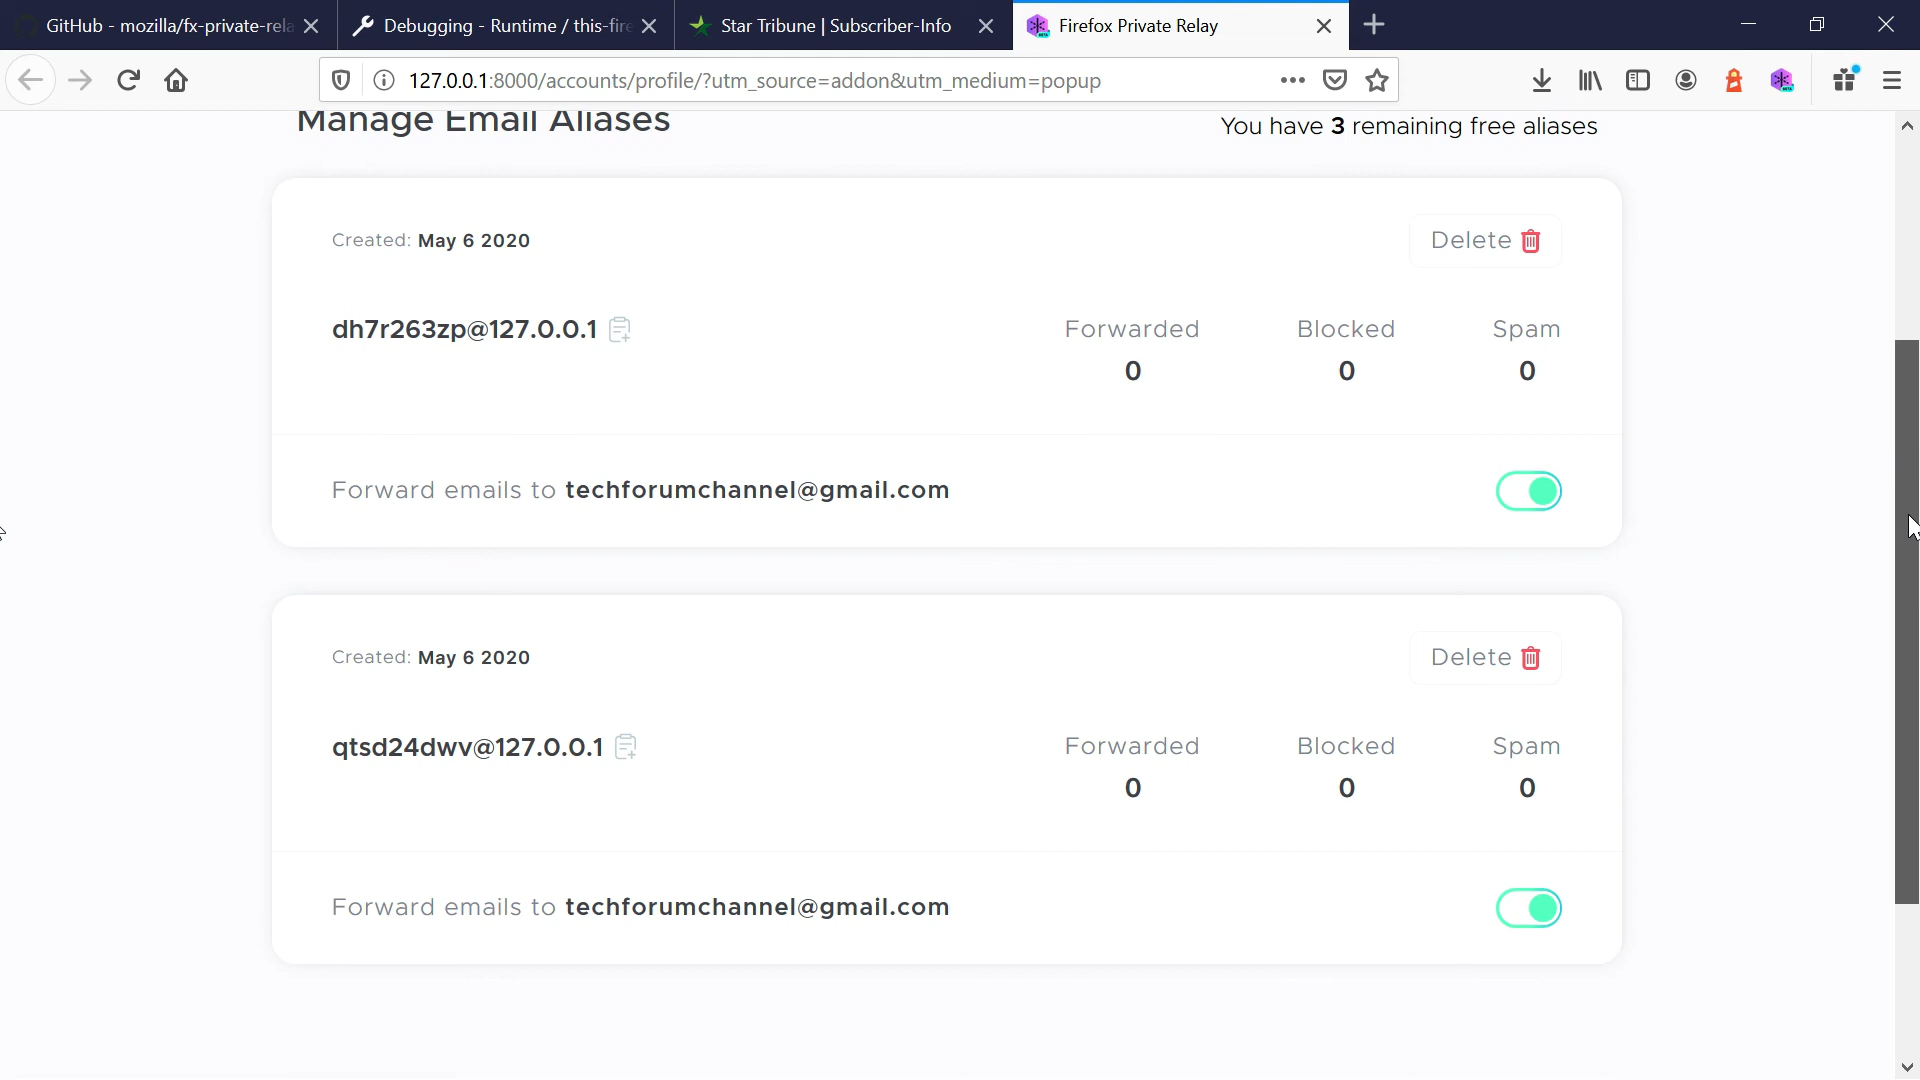 GitHub - mozilla/fx-private-rela
Debugging - Runtime / this-fire
Star Tribune | Subscriber-Info
Firefox Private Relay
127.0.0.1:8000/accounts/profile/?utm_source=addon&utm_medium=popup
Manage Email Aliases
You have 3 remaining free aliases
Created: May 6 2020
Delete
dh7r263zp@127.0.0.1
Forwarded
Blocked
Spam
0
0
0
Forward emails to techforumchannel@gmail.com
Created: May 6 2020
Delete
qtsd24dwv@127.0.0.1
Forwarded
Blocked
Spam
0
0
0
Forward emails to techforumchannel@gmail.com